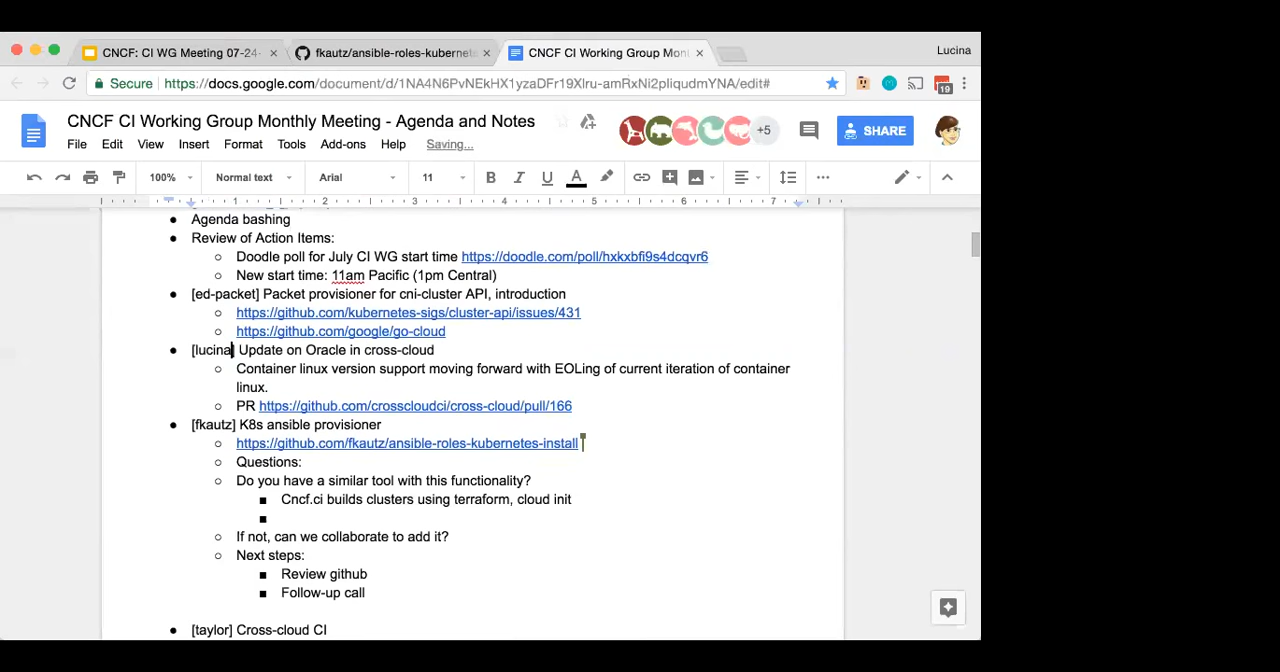 CNCF: CI WG Meeting 07-24-
fkautz/ansible-roles-kubernete
CNCF CI Working Group Mon
Lucina
Secure https://docs.google.com/document/d/1NA4N6PvNEkHX1yzaDFr19Xlru-amRxNi2pliqudmYNA/edit#
19
CNCF CI Working Group Monthly Meeting - Agenda and Notes
+5
SHARE
File Edit View Insert Format Tools Add-ons Help Saving...
100% Normal text Arial 11 B I U A
1 2 3 4 5 6 7
Agenda bashing
Review of Action Items:
Doodle poll for July CI WG start time https://doodle.com/poll/hxkxbfi9s4dcqvr6
New start time: 11am Pacific (1pm Central)
[ed-packet] Packet provisioner for cni-cluster API, introduction
https://github.com/kubernetes-sigs/cluster-api/issues/431
https://github.com/google/go-cloud
[lucina] Update on Oracle in cross-cloud
Container linux version support moving forward with EOLing of current iteration of container
linux.
PR https://github.com/crosscloudci/cross-cloud/pull/166
[fkautz] K8s ansible provisioner
https://github.com/fkautz/ansible-roles-kubernetes-install
Questions:
Do you have a similar tool with this functionality?
Cncf.ci builds clusters using terraform, cloud init
If not, can we collaborate to add it?
Next steps:
Review github
Follow-up call
[taylor] Cross-cloud CI